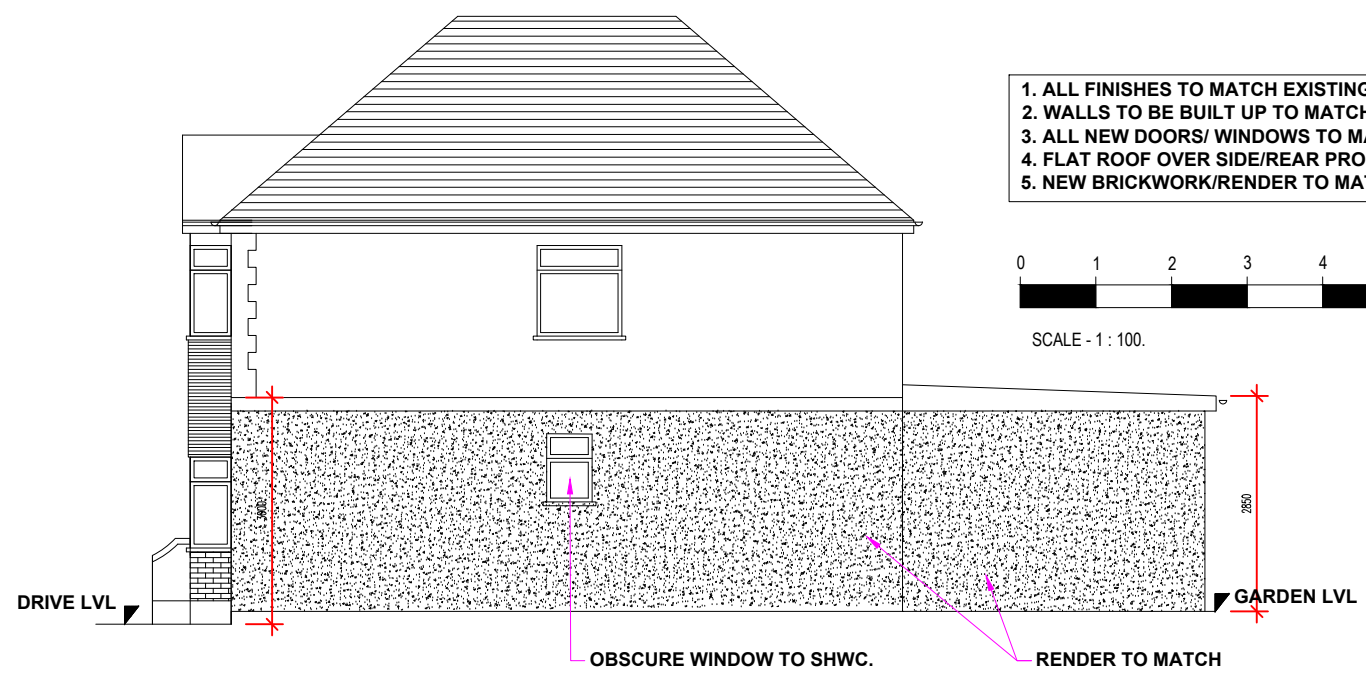 1. ALL FINISHES TO MATCH EXISTING
2. WALLS TO BE BUILT UP TO MATCH
3. ALL NEW DOORS/ WINDOWS TO MA
4. FLAT ROOF OVER SIDE/REAR PRO
5. NEW BRICKWORK/RENDER TO MAT
0 1 2 3 4
SCALE - 1 : 100.
2850
DRIVE LVL
GARDEN LVL
OBSCURE WINDOW TO SHWC.
RENDER TO MATCH